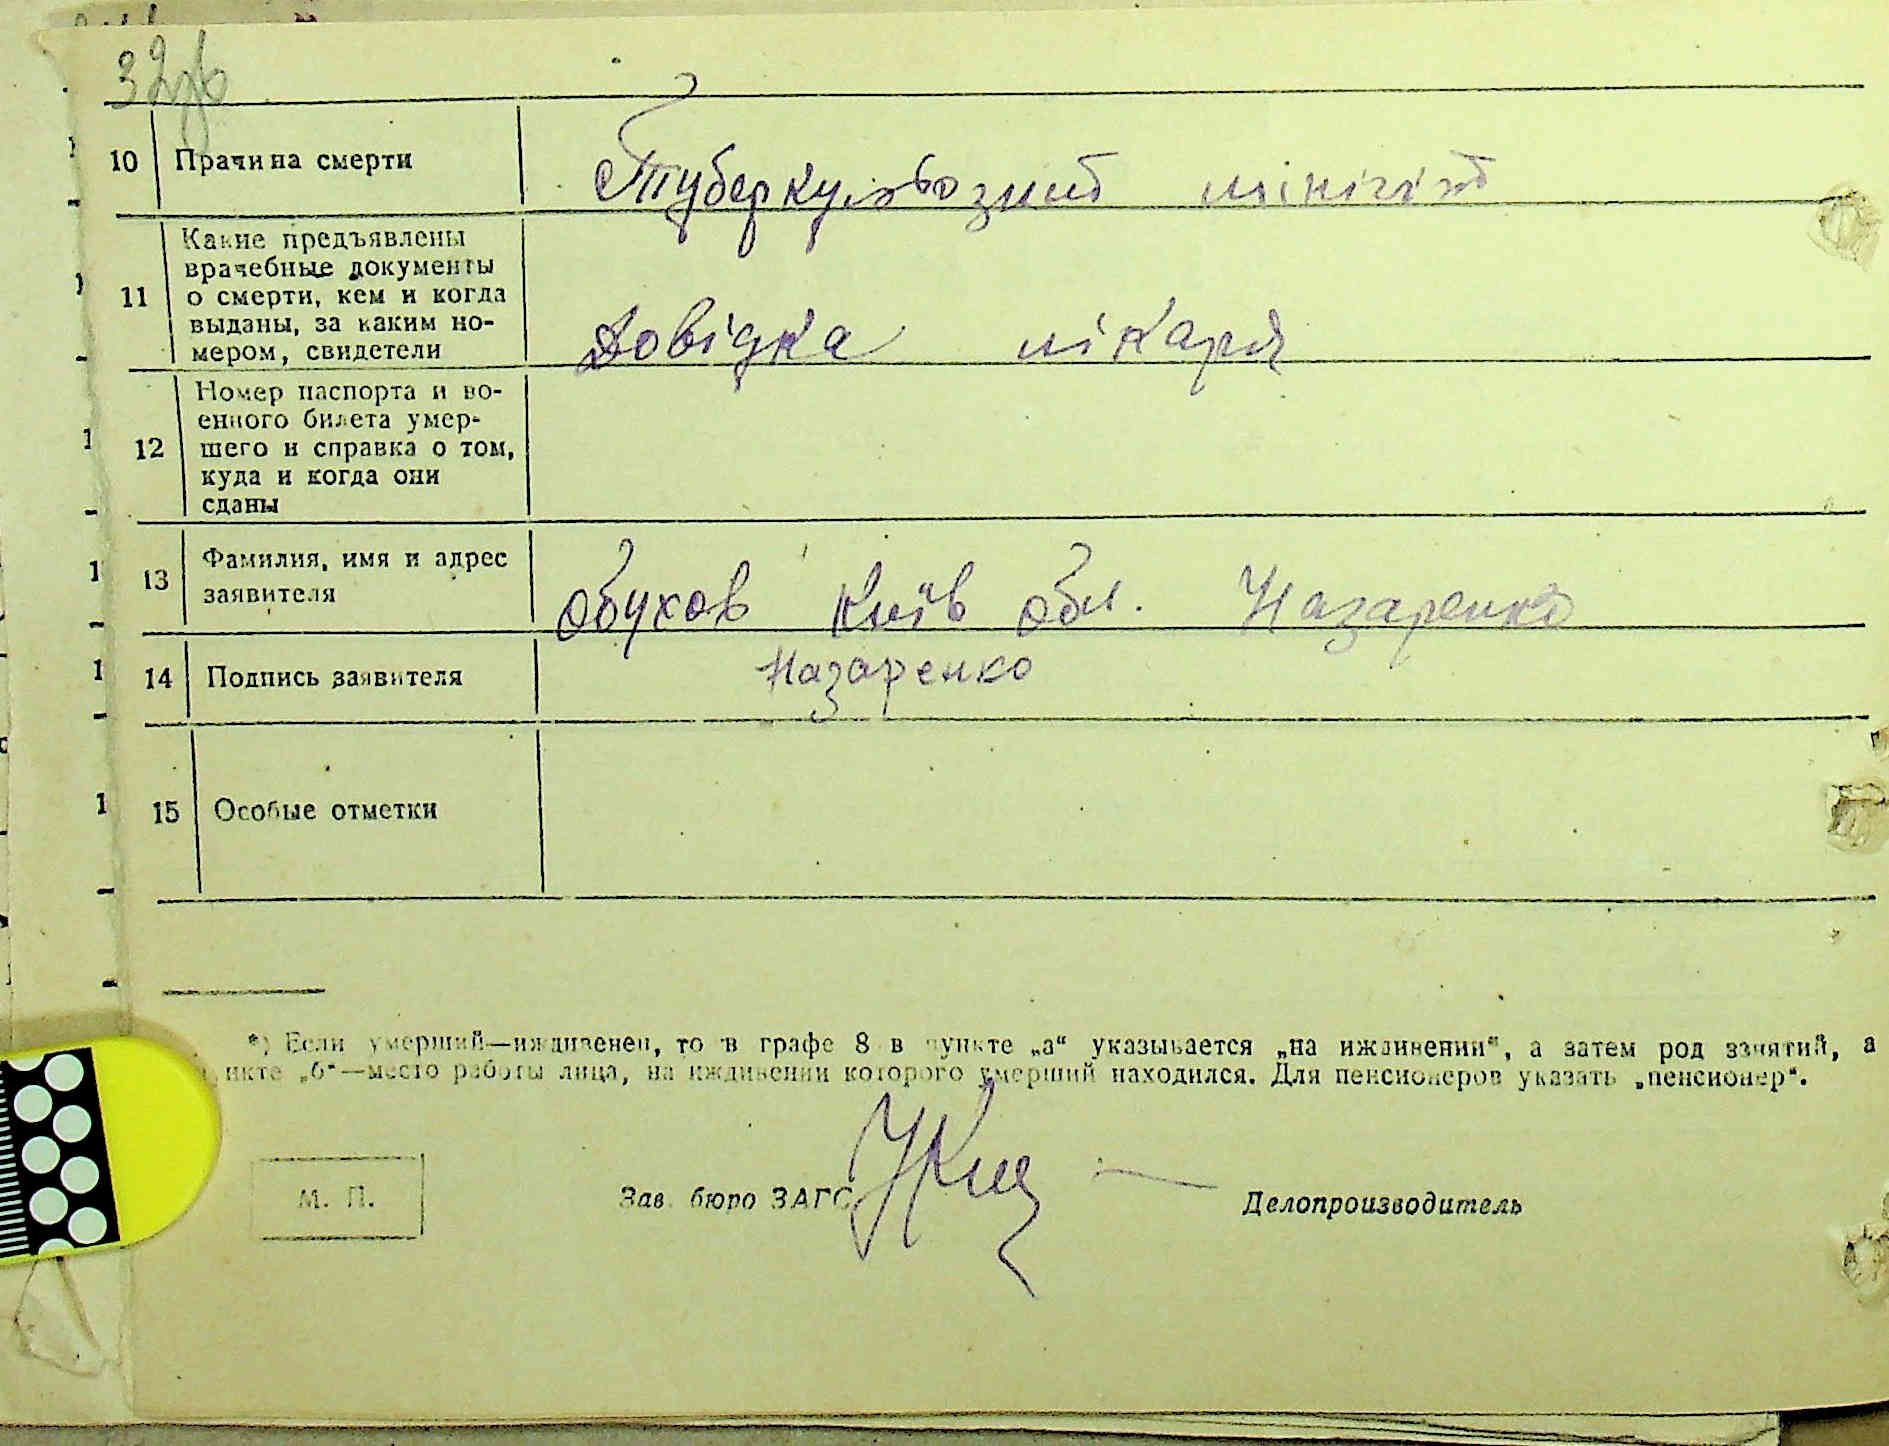 32зв
10 Прачина смерти Туберкульозний менінгіт
11 Какие предъявлены
врачебные документы
о смерти, кем и когда
выданы, за каким но-
мером, свидетели Довідка лікаря
12 Номер паспорта и во-
енного билета умер-
шего и справка о том,
куда и когда они
сданы
13 Фамилия, имя и адрес
заявителя Обухов Київ обл. Назаренко
14 Подпись заявителя Назаренко
15 Особые отметки
*) Если умерший—иждивенец, то в графе 8 в пункте „а“ указывается „на иждивении“, а затем род занятий, а
пункте „б“—место работы лица, на иждивении которого умерший находился. Для пенсионеров указать „пенсионер“.
М. П.
Зав. бюро ЗАГС
Делопроизводитель